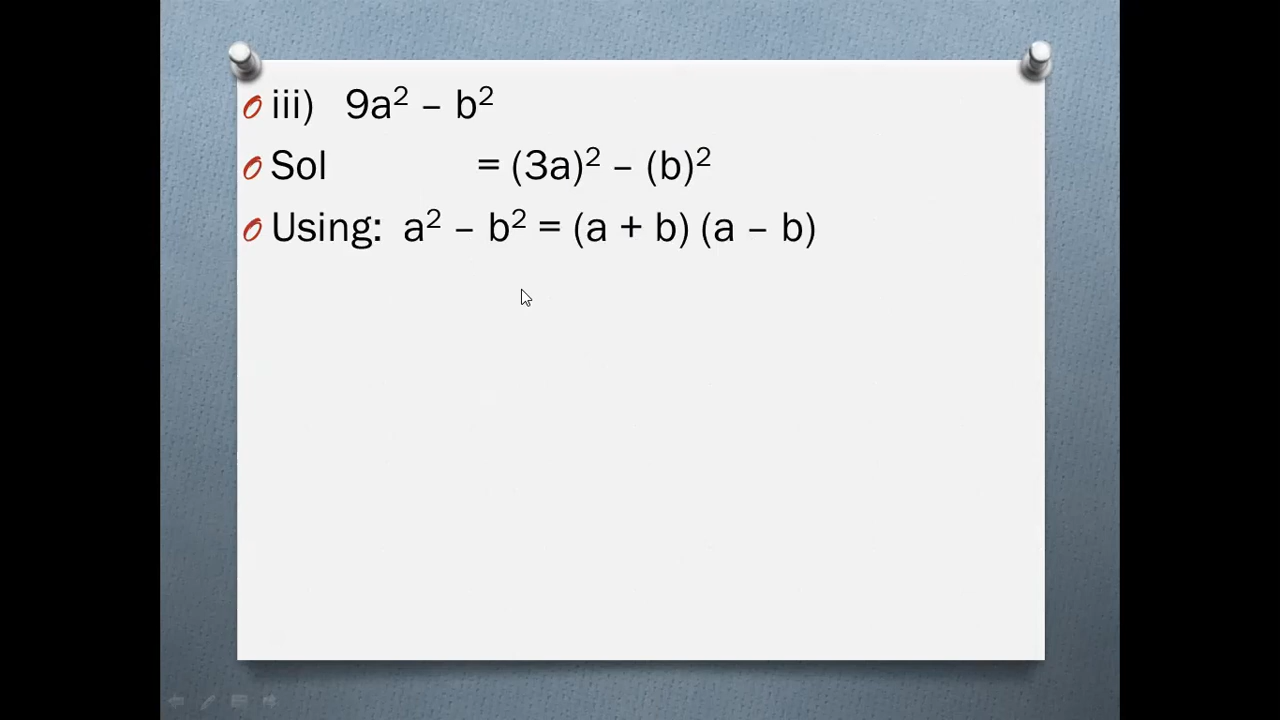 iii) 9a² – b²
Sol = (3a)² – (b)²
Using: a² – b² = (a + b) (a – b)